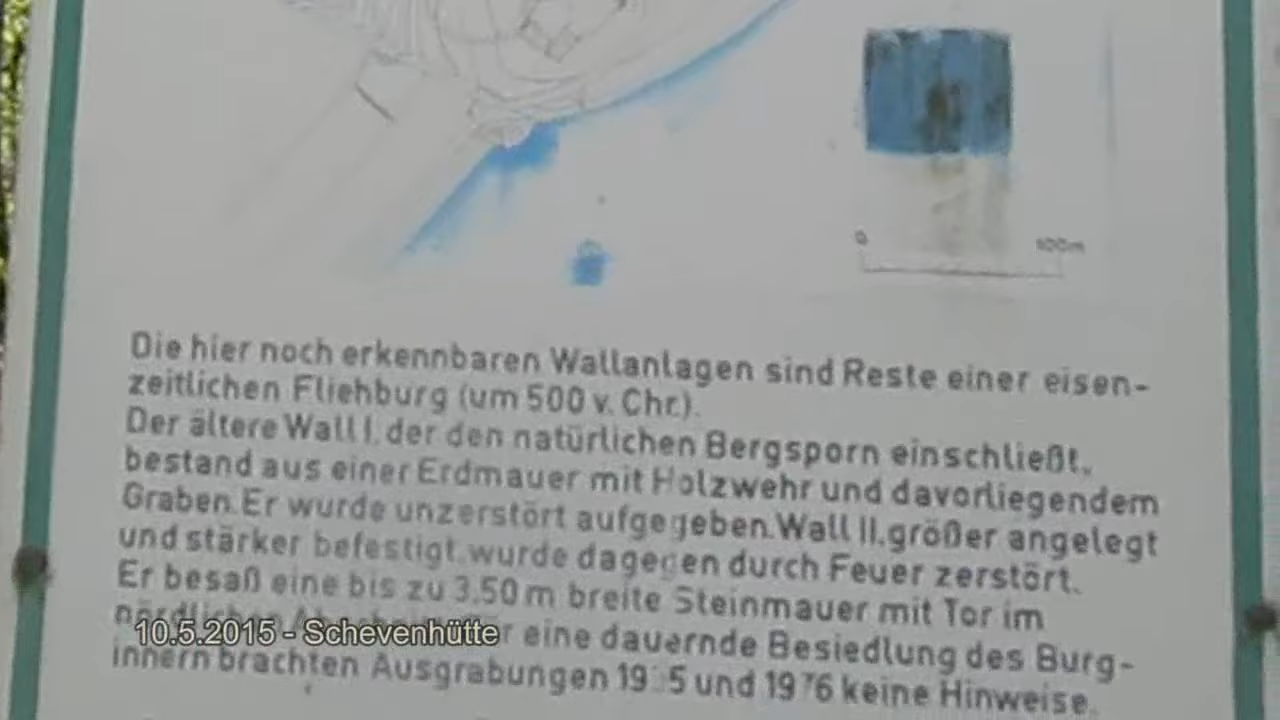 0 100m
Die hier noch erkennbaren Wallanlagen sind Reste einer eisen-
zeitlichen Fliehburg (um 500 v. Chr.).
Der ältere Wall I, der den natürlichen Bergsporn einschließt,
bestand aus einer Erdmauer mit Holzwehr und davorliegendem
Graben. Er wurde unzerstört aufgegeben. Wall II, größer angelegt
und stärker befestigt, wurde dagegen durch Feuer zerstört.
Er besaß eine bis zu 3,50 m breite Steinmauer mit Tor im
nördlichen eine dauernde Besiedlung des Burg-
10.5.2015 - Schevenhütte
innern brachten Ausgrabungen und 1976 keine Hinweise.